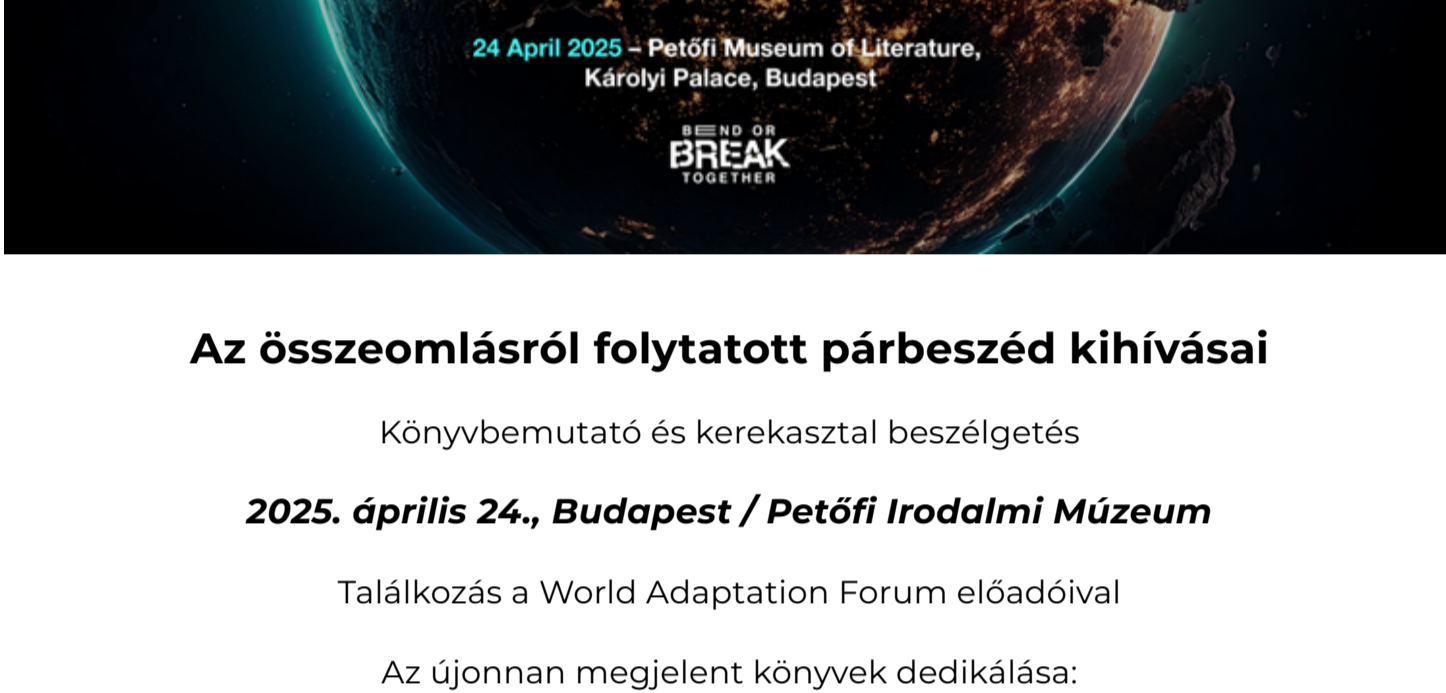 24 April 2025 – Petőfi Museum of Literature,
Károlyi Palace, Budapest
BEND OR
BREAK
TOGETHER
Az összeomlásról folytatott párbeszéd kihívásai
Könyvbemutató és kerekasztal beszélgetés
2025. április 24., Budapest / Petőfi Irodalmi Múzeum
Találkozás a World Adaptation Forum előadóival
Az újonnan megjelent könyvek dedikálása: